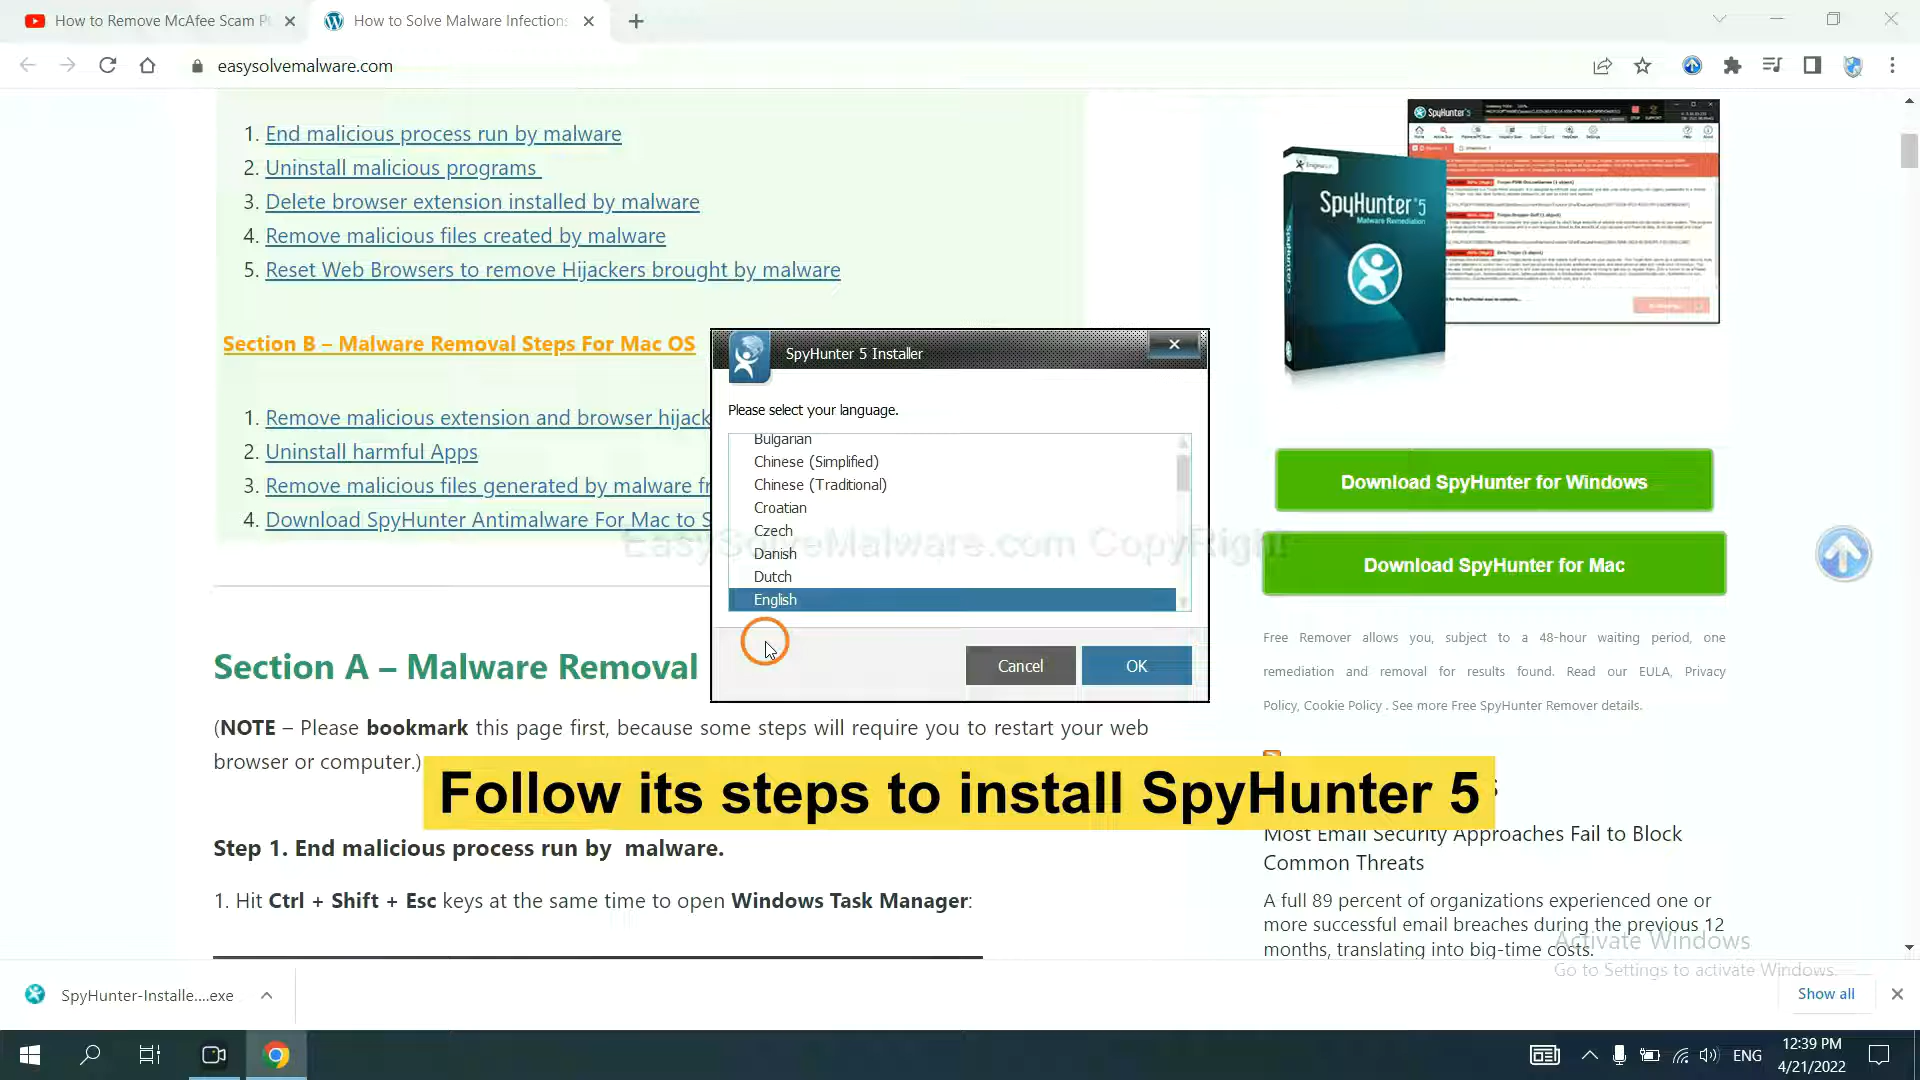 How to Remove McAfee Scam P
How to Solve Malware Infections
easysolvemalware.com
1. End malicious process run by malware
2. Uninstall malicious programs
3. Delete browser extension installed by malware
4. Remove malicious files created by malware
5. Reset Web Browsers to remove Hijackers brought by malware
Section B – Malware Removal Steps For Mac OS
1. Remove malicious extension and browser hijack
2. Uninstall harmful Apps
3. Remove malicious files generated by malware fr
4. Download SpyHunter Antimalware For Mac to S
SpyHunter 5 Installer
Please select your language.
Bulgarian
Chinese (Simplified)
Chinese (Traditional)
Croatian
Czech
Danish
Dutch
English
Cancel
OK
EasySolveMalware.com CopyRight
SpyHunter 5
SpyHunter 5
Malware Remediation
Download SpyHunter for Windows
Download SpyHunter for Mac
Free Remover allows you, subject to a 48-hour waiting period, one
remediation and removal for results found. Read our EULA, Privacy
Policy, Cookie Policy . See more Free SpyHunter Remover details.
Section A – Malware Removal
(NOTE – Please bookmark this page first, because some steps will require you to restart your web
browser or computer.)
Follow its steps to install SpyHunter 5
Step 1. End malicious process run by malware.
1. Hit Ctrl + Shift + Esc keys at the same time to open Windows Task Manager:
Most Email Security Approaches Fail to Block
Common Threats
A full 89 percent of organizations experienced one or
more successful email breaches during the previous 12
months, translating into big-time costs.
Activate Windows
Go to Settings to activate Windows.
SpyHunter-Installe....exe
Show all
ENG
12:39 PM
4/21/2022